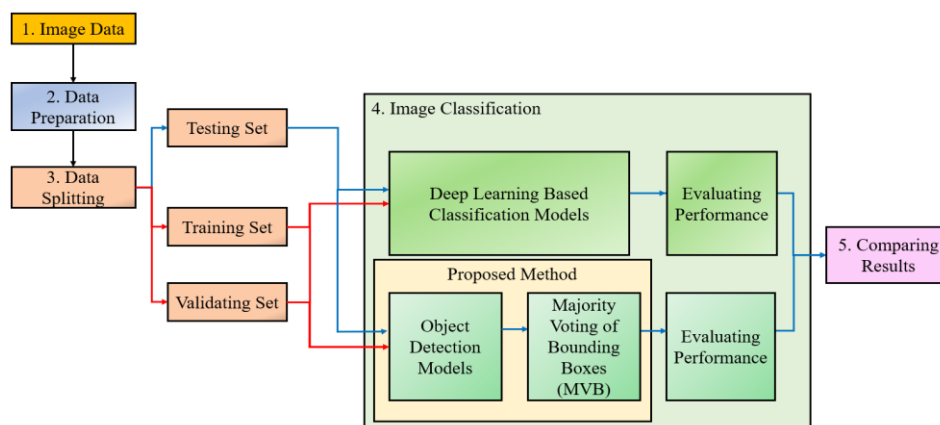 1. Image Data
2. Data
Preparation
3. Data
Splitting
Testing Set
Training Set
Validating Set
4. Image Classification
Deep Learning Based
Classification Models
Evaluating
Performance
Proposed Method
Object
Detection
Models
Majority
Voting of
Bounding
Boxes
(MVB)
Evaluating
Performance
5. Comparing
Results